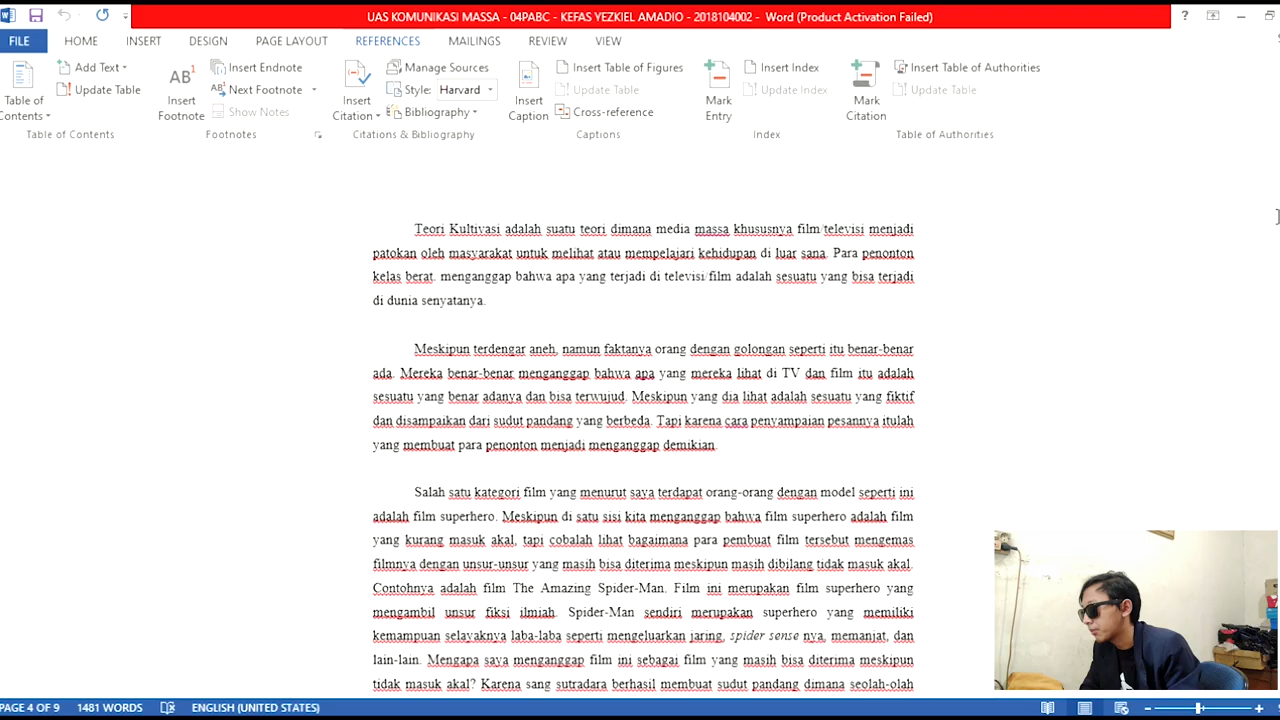 UAS KOMUNIKASI MASSA - 04PABC - KEFAS YEZKIEL AMADIO - 2018104002 - Word (Product Activation Failed)
FILE HOME INSERT DESIGN PAGE LAYOUT REFERENCES MAILINGS REVIEW VIEW
Table of Contents
Add Text
Update Table
Table of Contents
AB1 Insert Footnote
Insert Endnote
Next Footnote
Show Notes
Footnotes
Insert Citation
Manage Sources
Style: Harvard
Bibliography
Citations & Bibliography
Insert Caption
Insert Table of Figures
Update Table
Cross-reference
Captions
Mark Entry
Insert Index
Update Index
Index
Mark Citation
Insert Table of Authorities
Update Table
Table of Authorities
Teori Kultivasi adalah suatu teori dimana media massa khususnya film/televisi menjadi
patokan oleh masyarakat untuk melihat atau mempelajari kehidupan di luar sana. Para penonton
kelas berat. menganggap bahwa apa yang terjadi di televisi/film adalah sesuatu yang bisa terjadi
di dunia senyatanya.
Meskipun terdengar aneh, namun faktanya orang dengan golongan seperti itu benar-benar
ada. Mereka benar-benar menganggap bahwa apa yang mereka lihat di TV dan film itu adalah
sesuatu yang benar adanya dan bisa terwujud. Meskipun yang dia lihat adalah sesuatu yang fiktif
dan disampaikan dari sudut pandang yang berbeda. Tapi karena cara penyampaian pesannya itulah
yang membuat para penonton menjadi menganggap demikian.
Salah satu kategori film yang menurut saya terdapat orang-orang dengan model seperti ini
adalah film superhero. Meskipun di satu sisi kita menganggap bahwa film superhero adalah film
yang kurang masuk akal, tapi cobalah lihat bagaimana para pembuat film tersebut mengemas
filmnya dengan unsur-unsur yang masih bisa diterima meskipun masih dibilang tidak masuk akal.
Contohnya adalah film The Amazing Spider-Man. Film ini merupakan film superhero yang
mengambil unsur fiksi ilmiah. Spider-Man sendiri merupakan superhero yang memiliki
kemampuan selayaknya laba-laba seperti mengeluarkan jaring, spider sense nya, memanjat, dan
lain-lain. Mengapa saya menganggap film ini sebagai film yang masih bisa diterima meskipun
tidak masuk akal? Karena sang sutradara berhasil membuat sudut pandang dimana seolah-olah
PAGE 4 OF 9 1481 WORDS ENGLISH (UNITED STATES)